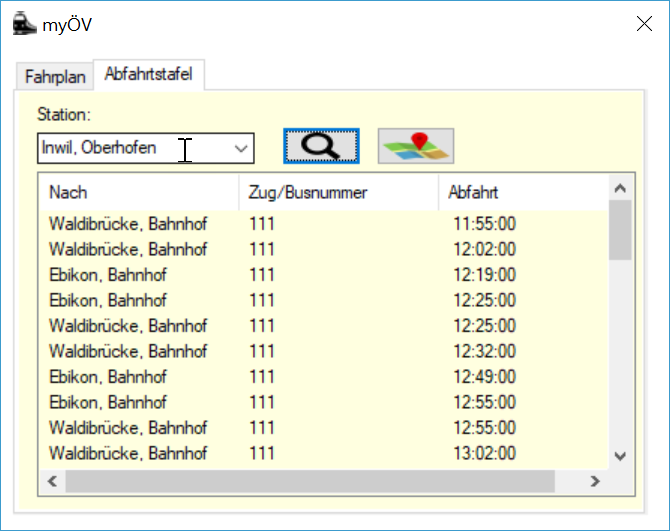 myÖV
Fahrplan Abfahrtstafel
Station:
Inwil, Oberhofen
Nach Zug/Busnummer Abfahrt
Waldibrücke, Bahnhof 111 11:55:00
Waldibrücke, Bahnhof 111 12:02:00
Ebikon, Bahnhof 111 12:19:00
Ebikon, Bahnhof 111 12:25:00
Waldibrücke, Bahnhof 111 12:25:00
Waldibrücke, Bahnhof 111 12:32:00
Ebikon, Bahnhof 111 12:49:00
Ebikon, Bahnhof 111 12:55:00
Waldibrücke, Bahnhof 111 12:55:00
Waldibrücke, Bahnhof 111 13:02:00